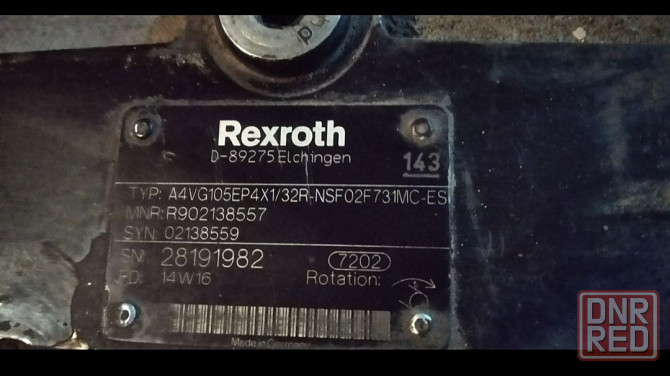 Rexroth
D-89275 Elchingen
143
TYP: A4VG105EP4X1/32R-NSF02F731MC-ES
MNR: R902138557
SYN: 02138559
SN: 28191982
7202
FD: 14W16
Rotation:
Made in Germany
DNR
RED